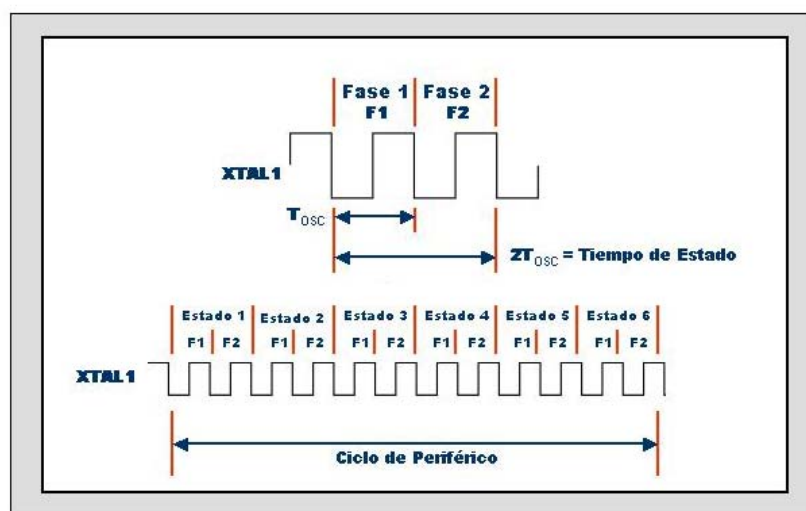 Fase 1 Fase 2
F1 F2
XTAL1
TOSC
2TOSC = Tiempo de Estado
Estado 1 Estado 2 Estado 3 Estado 4 Estado 5 Estado 6
F1 F2 F1 F2 F1 F2 F1 F2 F1 F2 F1 F2
XTAL1
Ciclo de Periférico